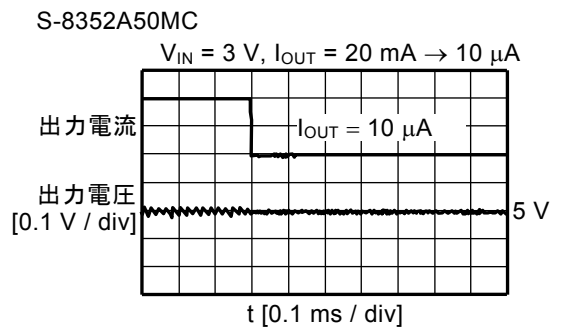 S-8352A50MC
V_IN = 3 V, I_OUT = 20 mA → 10 μA
出力電流
I_OUT = 10 μA
出力電圧
[0.1 V / div]
5 V
t [0.1 ms / div]